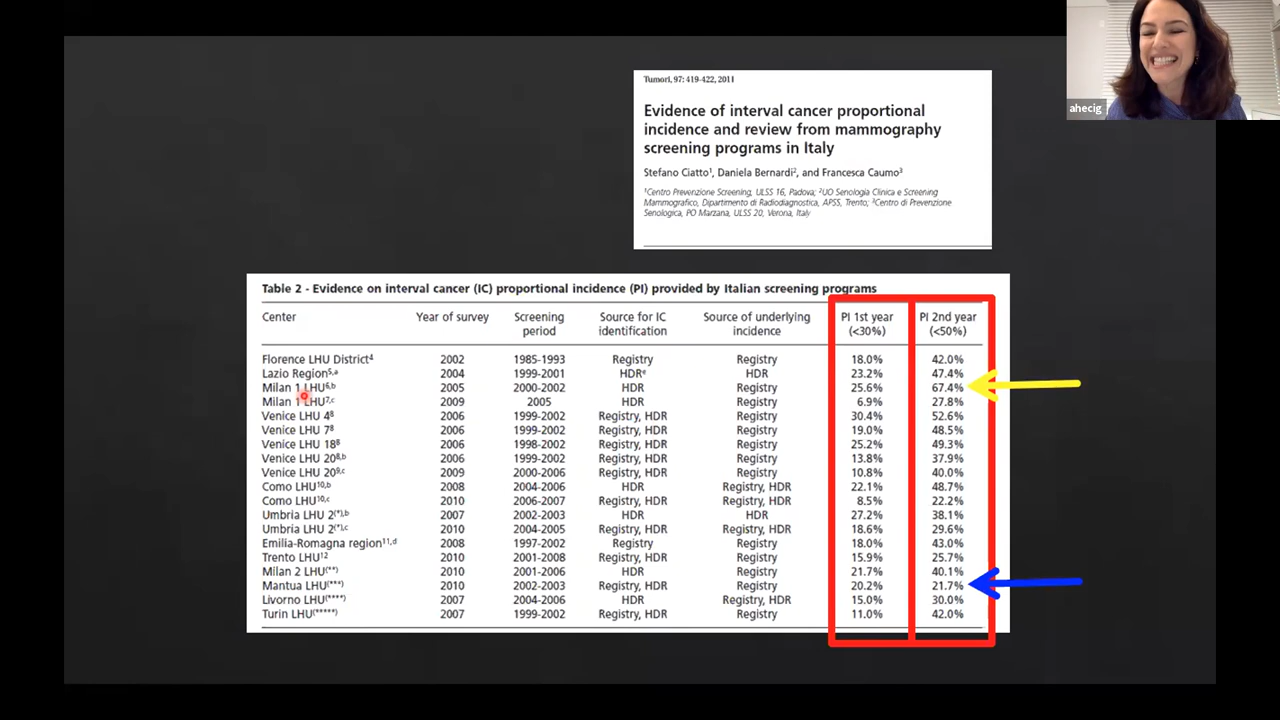 ahecig
Tumori, 97: 419-422, 2011
Evidence of interval cancer proportional
incidence and review from mammography
screening programs in Italy
Stefano Ciatto¹, Daniela Bernardi², and Francesca Caumo³
¹Centro Prevenzione Screening, ULSS 16, Padova; ²UO Senologia Clinica e Screening
Mammografico, Dipartimento di Radiodiagnostica, APSS, Trento; ³Centro di Prevenzione
Senologica, PO Marzana, ULSS 20, Verona, Italy
Table 2 - Evidence on interval cancer (IC) proportional incidence (PI) provided by Italian screening programs
Center Year of survey Screening period Source for IC identification Source of underlying incidence PI 1st year (<30%) PI 2nd year (<50%)
Florence LHU District⁴ 2002 1985-1993 Registry Registry 18.0% 42.0%
Lazio Region⁵,ᵃ 2004 1999-2001 HDRᵉ HDR 23.2% 47.4%
Milan 1 LHU⁶,ᵇ 2005 2000-2002 HDR Registry 25.6% 67.4%
Milan 1 LHU⁷,ᶜ 2009 2005 HDR Registry 6.9% 27.8%
Venice LHU 4⁸ 2006 1999-2002 Registry, HDR Registry 30.4% 52.6%
Venice LHU 7⁸ 2006 1999-2002 Registry, HDR Registry 19.0% 48.5%
Venice LHU 18⁸ 2006 1998-2002 Registry, HDR Registry 25.2% 49.3%
Venice LHU 20⁸,ᵇ 2006 1999-2002 Registry, HDR Registry 13.8% 37.9%
Venice LHU 20⁹,ᶜ 2009 2000-2006 Registry, HDR Registry 10.8% 40.0%
Como LHU¹⁰,ᵇ 2008 2004-2006 HDR Registry, HDR 22.1% 48.7%
Como LHU¹⁰,ᶜ 2010 2006-2007 Registry, HDR Registry, HDR 8.5% 22.2%
Umbria LHU 2(*),ᵇ 2007 2002-2003 HDR HDR 27.2% 38.1%
Umbria LHU 2(*),ᶜ 2010 2004-2005 Registry, HDR Registry, HDR 18.6% 29.6%
Emilia-Romagna region¹¹,ᵈ 2008 1997-2002 Registry Registry 18.0% 43.0%
Trento LHU¹² 2010 2001-2008 Registry, HDR Registry 15.9% 25.7%
Milan 2 LHU(**) 2010 2001-2006 HDR Registry 21.7% 40.1%
Mantua LHU(***) 2010 2002-2003 Registry, HDR Registry 20.2% 21.7%
Livorno LHU(****) 2007 2004-2006 HDR Registry, HDR 15.0% 30.0%
Turin LHU(*****) 2007 1999-2002 Registry, HDR Registry 11.0% 42.0%